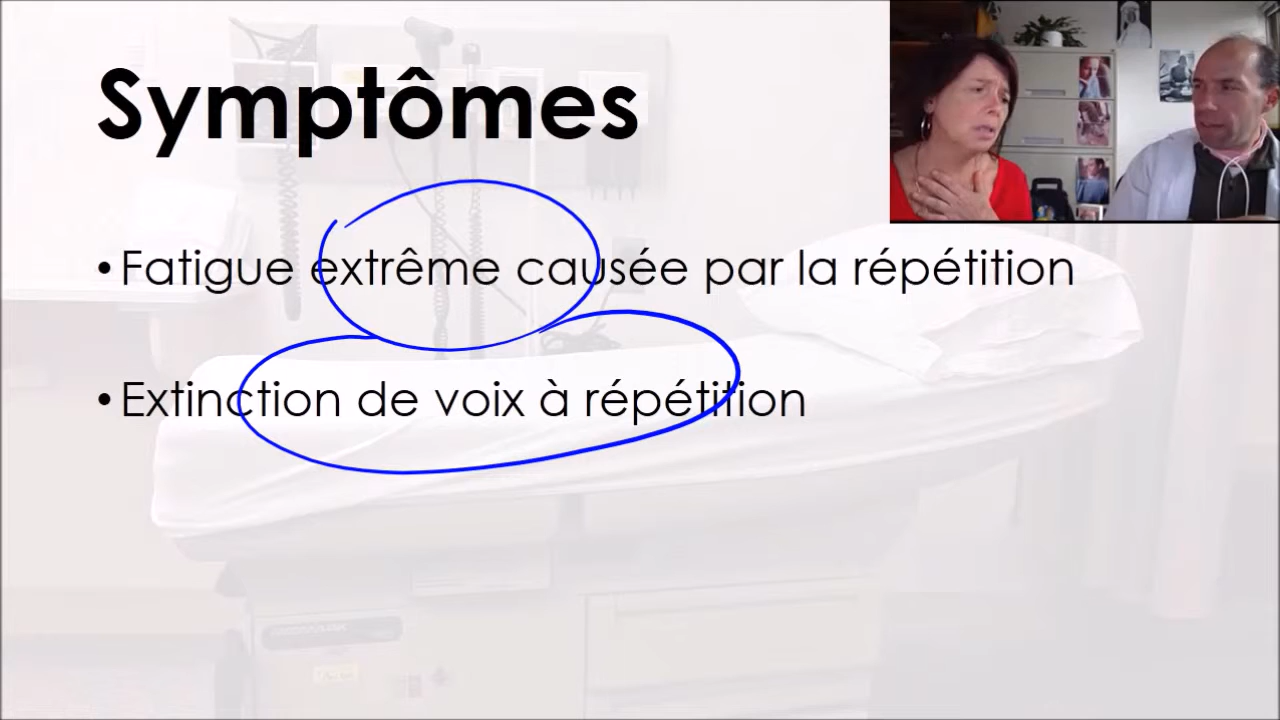 Symptômes
• Fatigue extrême causée par la répétition
• Extinction de voix à répétition